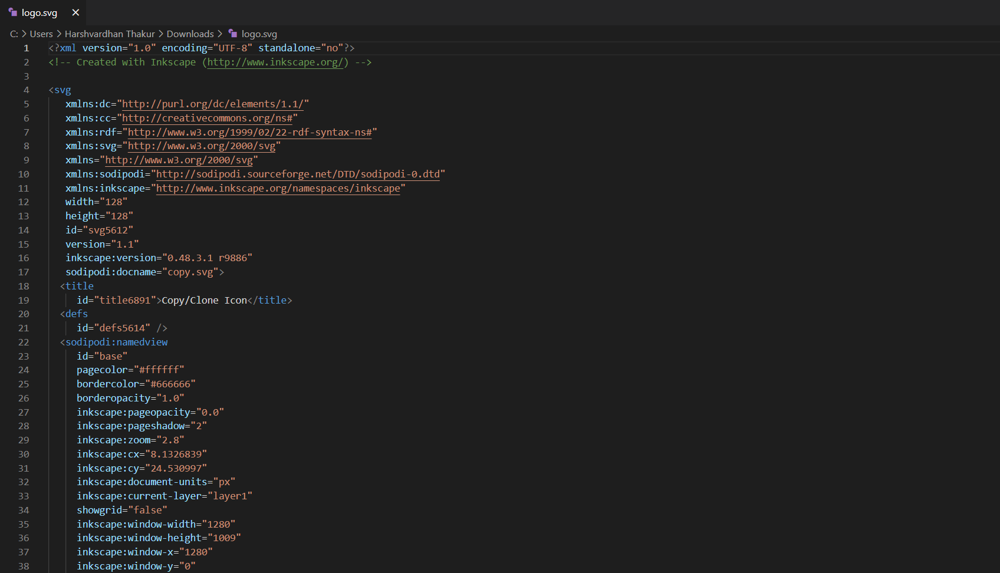 logo.svg
C: > Users > Harshvardhan Thakur > Downloads > logo.svg
1 <?xml version="1.0" encoding="UTF-8" standalone="no"?>
2 <!-- Created with Inkscape (http://www.inkscape.org/) -->
3
4 <svg
5 xmlns:dc="http://purl.org/dc/elements/1.1/"
6 xmlns:cc="http://creativecommons.org/ns#"
7 xmlns:rdf="http://www.w3.org/1999/02/22-rdf-syntax-ns#"
8 xmlns:svg="http://www.w3.org/2000/svg"
9 xmlns="http://www.w3.org/2000/svg"
10 xmlns:sodipodi="http://sodipodi.sourceforge.net/DTD/sodipodi-0.dtd"
11 xmlns:inkscape="http://www.inkscape.org/namespaces/inkscape"
12 width="128"
13 height="128"
14 id="svg5612"
15 version="1.1"
16 inkscape:version="0.48.3.1 r9886"
17 sodipodi:docname="copy.svg">
18 <title
19 id="title6891">Copy/Clone Icon</title>
20 <defs
21 id="defs5614" />
22 <sodipodi:namedview
23 id="base"
24 pagecolor="#ffffff"
25 bordercolor="#666666"
26 borderopacity="1.0"
27 inkscape:pageopacity="0.0"
28 inkscape:pageshadow="2"
29 inkscape:zoom="2.8"
30 inkscape:cx="8.1326839"
31 inkscape:cy="24.530997"
32 inkscape:document-units="px"
33 inkscape:current-layer="layer1"
34 showgrid="false"
35 inkscape:window-width="1280"
36 inkscape:window-height="1009"
37 inkscape:window-x="1280"
38 inkscape:window-y="0"